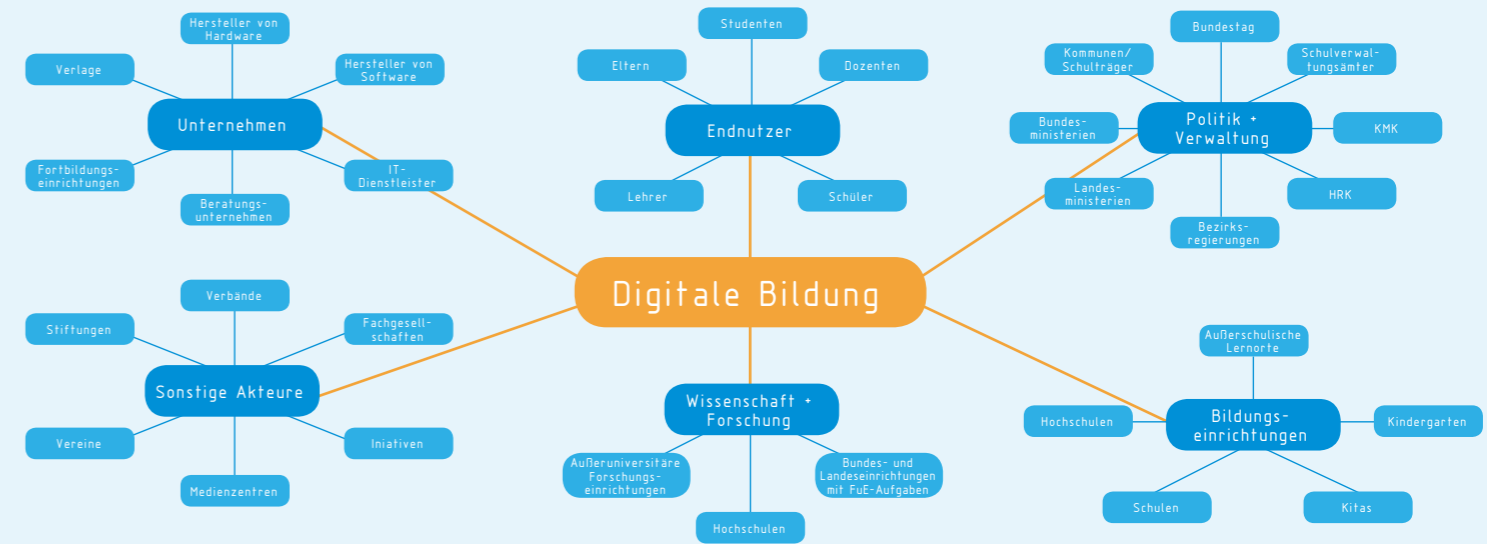 Hersteller von
Hardware
Verlage
Hersteller von
Software
Unternehmen
Fortbildungs-
einrichtungen
IT-
Dienstleister
Beratungs-
unternehmen
Studenten
Eltern
Dozenten
Endnutzer
Lehrer
Schüler
Bundestag
Kommunen/
Schulträger
Schulverwal-
tungsämter
Bundes-
ministerien
Politik +
Verwaltung
KMK
Landes-
ministerien
HRK
Bezirks-
regierungen
Digitale Bildung
Verbände
Stiftungen
Fachgesell-
schaften
Sonstige Akteure
Vereine
Iniativen
Medienzentren
Wissenschaft +
Forschung
Außeruniversitäre
Forschungs-
einrichtungen
Bundes- und
Landeseinrichtungen
mit FuE-Aufgaben
Hochschulen
Außerschulische
Lernorte
Hochschulen
Bildungs-
einrichtungen
Kindergarten
Schulen
Kitas